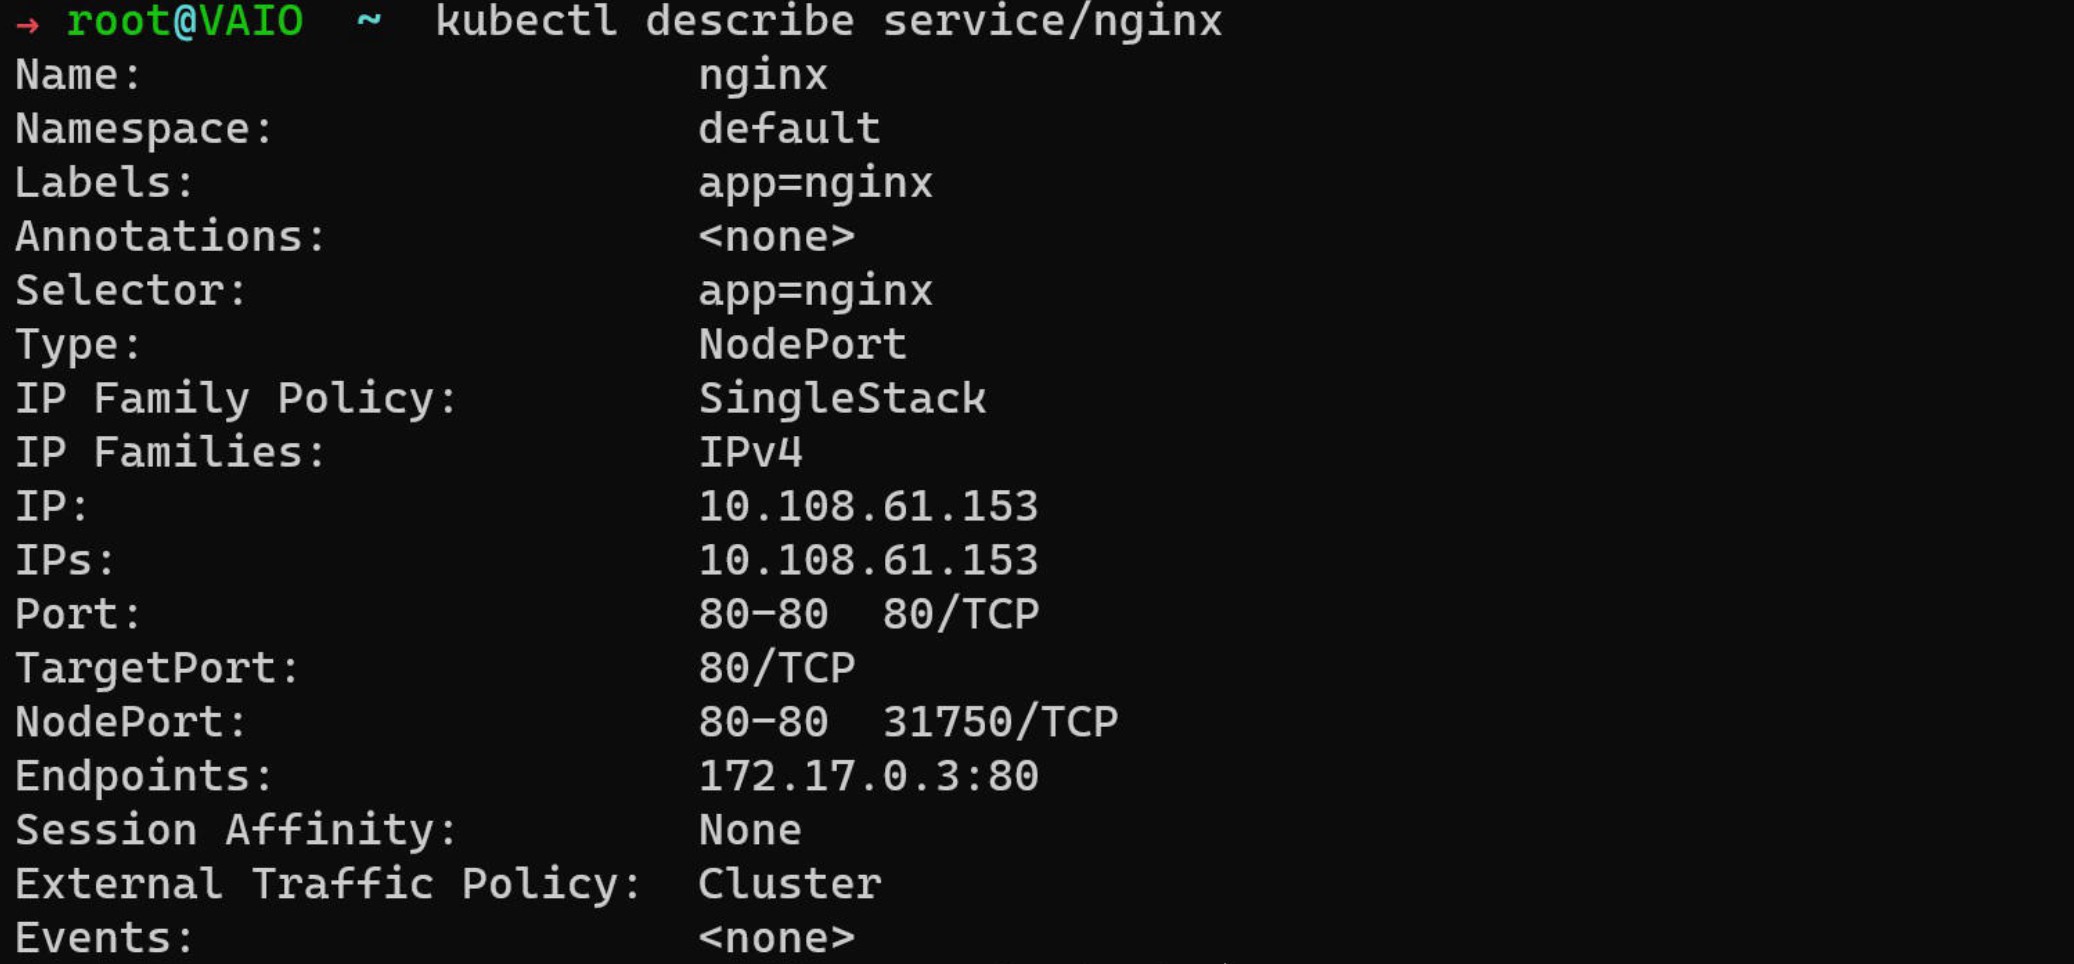 → root@VAIO ~ kubectl describe service/nginx
Name: nginx
Namespace: default
Labels: app=nginx
Annotations: <none>
Selector: app=nginx
Type: NodePort
IP Family Policy: SingleStack
IP Families: IPv4
IP: 10.108.61.153
IPs: 10.108.61.153
Port: 80-80 80/TCP
TargetPort: 80/TCP
NodePort: 80-80 31750/TCP
Endpoints: 172.17.0.3:80
Session Affinity: None
External Traffic Policy: Cluster
Events: <none>